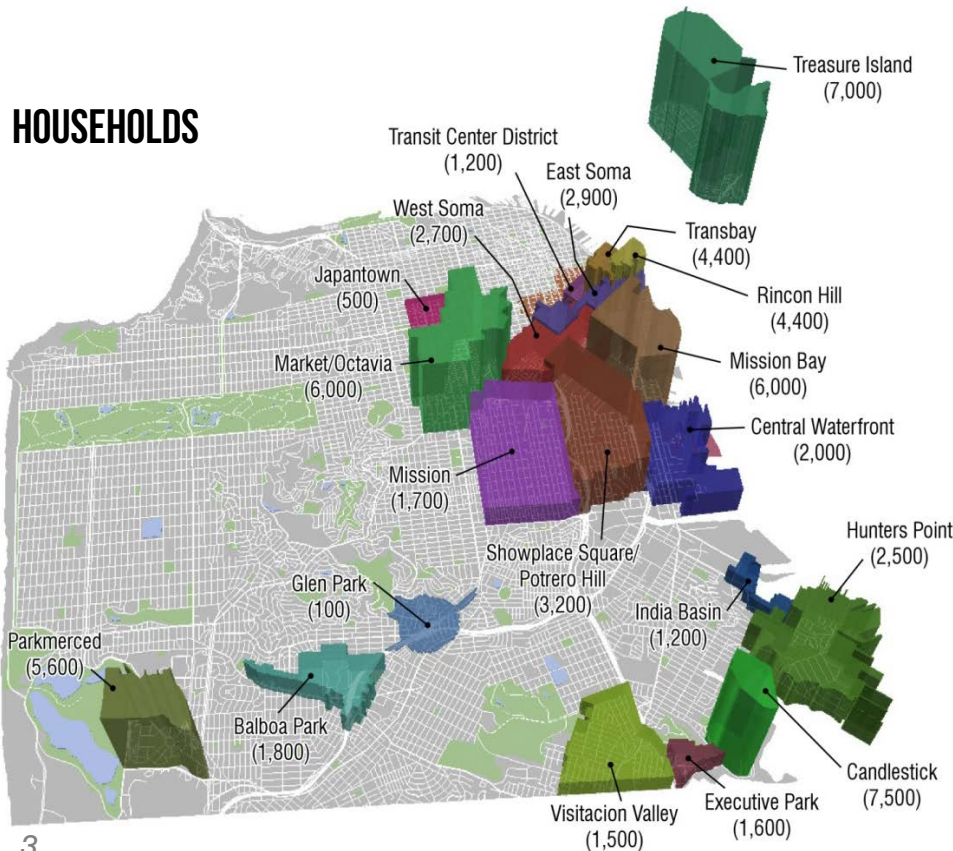 HOUSEHOLDS
Treasure Island
(7,000)
Transit Center District
(1,200)
East Soma
(2,900)
West Soma
(2,700)
Transbay
(4,400)
Japantown
(500)
Rincon Hill
(4,400)
Market/Octavia
(6,000)
Mission Bay
(6,000)
Central Waterfront
(2,000)
Mission
(1,700)
Hunters Point
(2,500)
Showplace Square/
Potrero Hill
(3,200)
Glen Park
(100)
India Basin
(1,200)
Parkmerced
(5,600)
Balboa Park
(1,800)
Candlestick
(7,500)
Visitacion Valley
(1,500)
Executive Park
(1,600)
3